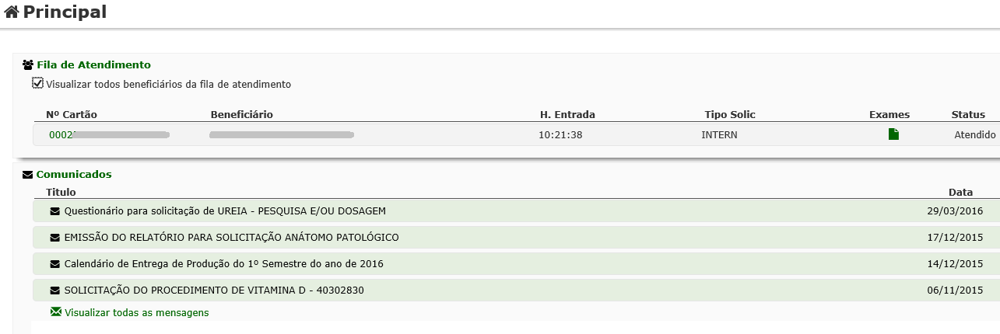 Principal
Fila de Atendimento
Visualizar todos beneficiários da fila de atendimento
Nº Cartão Beneficiário H. Entrada Tipo Solic Exames Status
0002 10:21:38 INTERN Atendido
Comunicados
Titulo Data
Questionário para solicitação de UREIA - PESQUISA E/OU DOSAGEM 29/03/2016
EMISSÃO DO RELATÓRIO PARA SOLICITAÇÃO ANÁTOMO PATOLÓGICO 17/12/2015
Calendário de Entrega de Produção do 1º Semestre do ano de 2016 14/12/2015
SOLICITAÇÃO DO PROCEDIMENTO DE VITAMINA D - 40302830 06/11/2015
Visualizar todas as mensagens